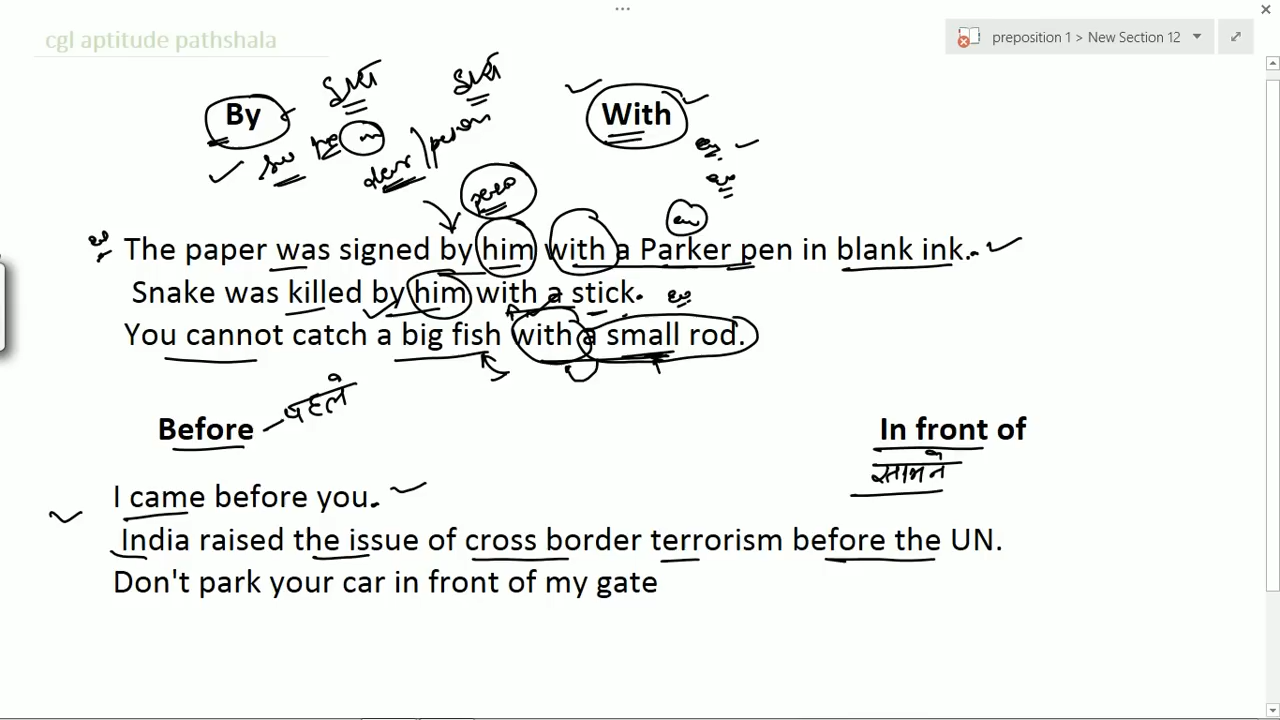 cgl aptitude pathshala
preposition 1 > New Section 12
द्वारा द्वारा
By With
person
The paper was signed by him with a Parker pen in blank ink.
Snake was killed by him with a stick.
You cannot catch a big fish with a small rod.
Before पहले In front of
सामने
I came before you.
India raised the issue of cross border terrorism before the UN.
Don't park your car in front of my gate